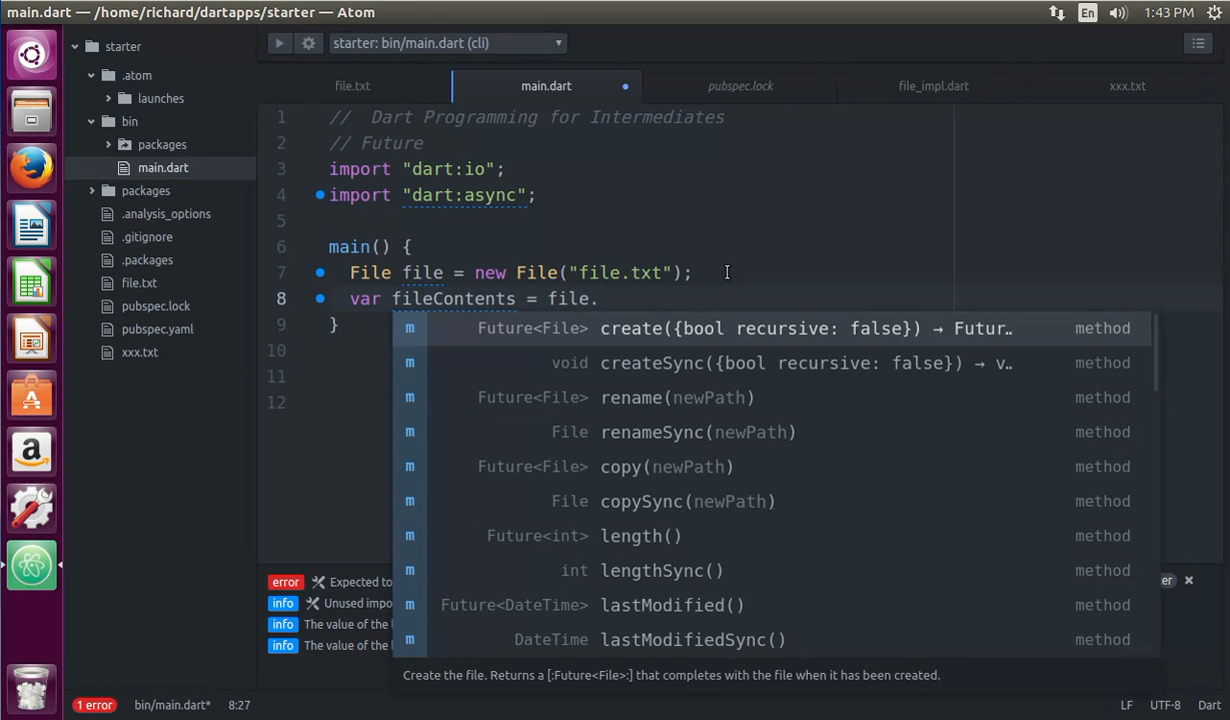 main.dart — /home/richard/dartapps/starter — Atom
En
1:43 PM
starter
starter: bin/main.dart (cli)
.atom
launches
bin
packages
main.dart
packages
.analysis_options
.gitignore
.packages
file.txt
pubspec.lock
pubspec.yaml
xxx.txt
file.txt
main.dart
pubspec.lock
file_impl.dart
xxx.txt
1 // Dart Programming for Intermediates
2 // Future
3 import "dart:io";
4 import "dart:async";
5
6 main() {
7 File file = new File("file.txt");
8 var fileContents = file.
9 }
10
11
12
m Future<File> create({bool recursive: false}) → Futur… method
m void createSync({bool recursive: false}) → v… method
m Future<File> rename(newPath) method
m File renameSync(newPath) method
m Future<File> copy(newPath) method
m File copySync(newPath) method
m Future<int> length() method
m int lengthSync() method
m Future<DateTime> lastModified() method
m DateTime lastModifiedSync() method
Create the file. Returns a [:Future<File>:] that completes with the file when it has been created.
error Expected to
info Unused impo
info The value of the l
info The value of the l
1 error
bin/main.dart*
8:27
LF
UTF-8
Dart